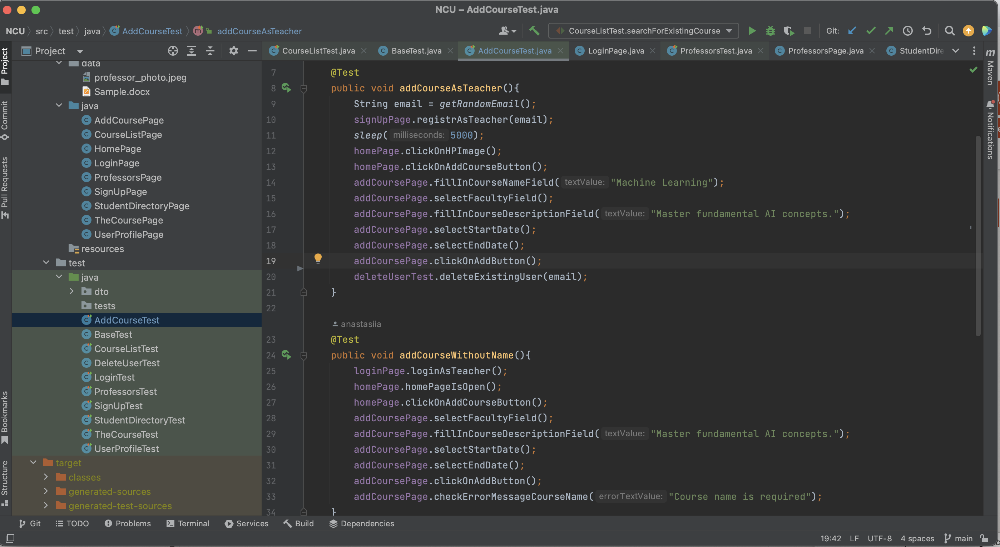 NCU – AddCourseTest.java
NCU src test java AddCourseTest m addCourseAsTeacher
CourseListTest.searchForExistingCourse Git:
Project
CourseListTest.java BaseTest.java AddCourseTest.java LoginPage.java ProfessorsTest.java ProfessorsPage.java StudentDire
Project
Commit
Pull Requests
Bookmarks
Structure
data
professor_photo.jpeg
Sample.docx
java
AddCoursePage
CourseListPage
HomePage
LoginPage
ProfessorsPage
SignUpPage
StudentDirectoryPage
TheCoursePage
UserProfilePage
resources
test
java
dto
tests
AddCourseTest
BaseTest
CourseListTest
DeleteUserTest
LoginTest
ProfessorsTest
SignUpTest
StudentDirectoryTest
TheCourseTest
UserProfileTest
target
classes
generated-sources
generated-test-sources
7 @Test
8 public void addCourseAsTeacher(){
9 String email = getRandomEmail();
10 signUpPage.registrAsTeacher(email);
11 sleep( milliseconds: 5000);
12 homePage.clickOnHPImage();
13 homePage.clickOnAddCourseButton();
14 addCoursePage.fillInCourseNameField( textValue: "Machine Learning");
15 addCoursePage.selectFacultyField();
16 addCoursePage.fillInCourseDescriptionField( textValue: "Master fundamental AI concepts.");
17 addCoursePage.selectStartDate();
18 addCoursePage.selectEndDate();
19 addCoursePage.clickOnAddButton();
20 deleteUserTest.deleteExistingUser(email);
21 }
22
anastasiia
23 @Test
24 public void addCourseWithoutName(){
25 loginPage.loginAsTeacher();
26 homePage.homePageIsOpen();
27 homePage.clickOnAddCourseButton();
28 addCoursePage.selectFacultyField();
29 addCoursePage.fillInCourseDescriptionField( textValue: "Master fundamental AI concepts.");
30 addCoursePage.selectStartDate();
31 addCoursePage.selectEndDate();
32 addCoursePage.clickOnAddButton();
33 addCoursePage.checkErrorMessageCourseName( errorTextValue: "Course name is required");
34 }
m Maven
Notifications
Git TODO Problems Terminal Services Build Dependencies
19:42 LF UTF-8 4 spaces main